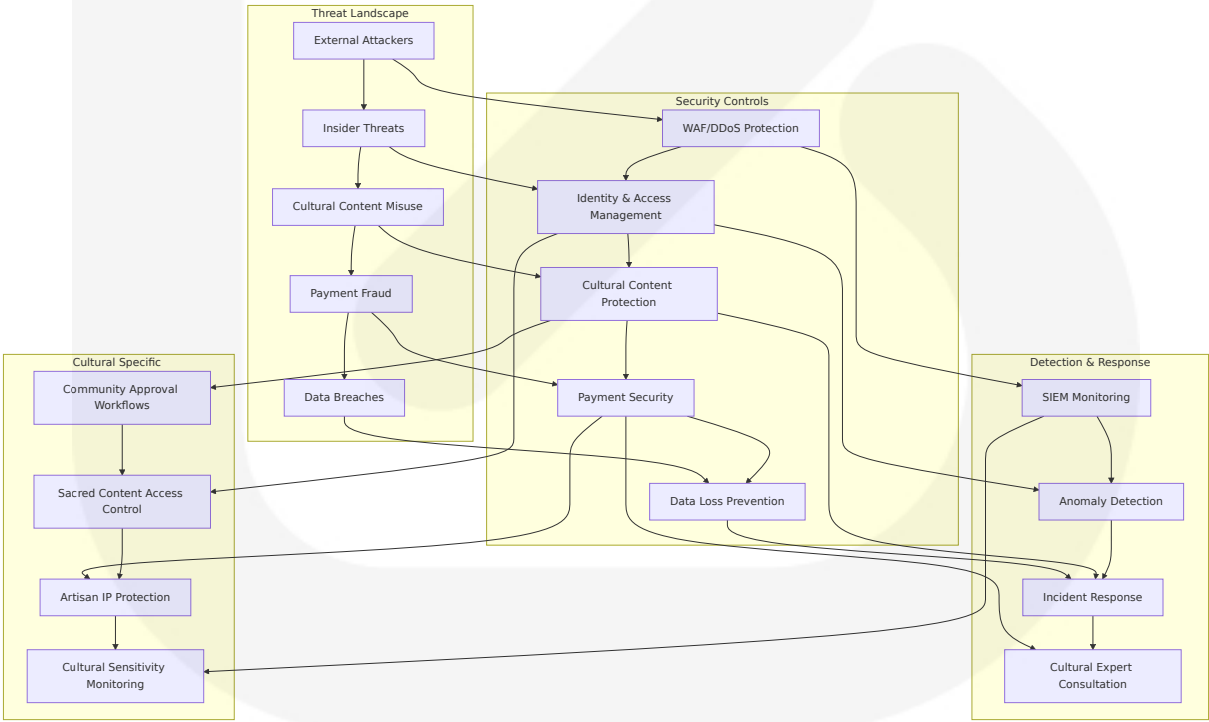 Threat Landscape
External Attackers
Insider Threats
Cultural Content Misuse
Payment Fraud
Data Breaches
Security Controls
WAF/DDoS Protection
Identity & Access
Management
Cultural Content
Protection
Payment Security
Data Loss Prevention
Cultural Specific
Community Approval
Workflows
Sacred Content Access
Control
Artisan IP Protection
Cultural Sensitivity
Monitoring
Detection & Response
SIEM Monitoring
Anomaly Detection
Incident Response
Cultural Expert
Consultation